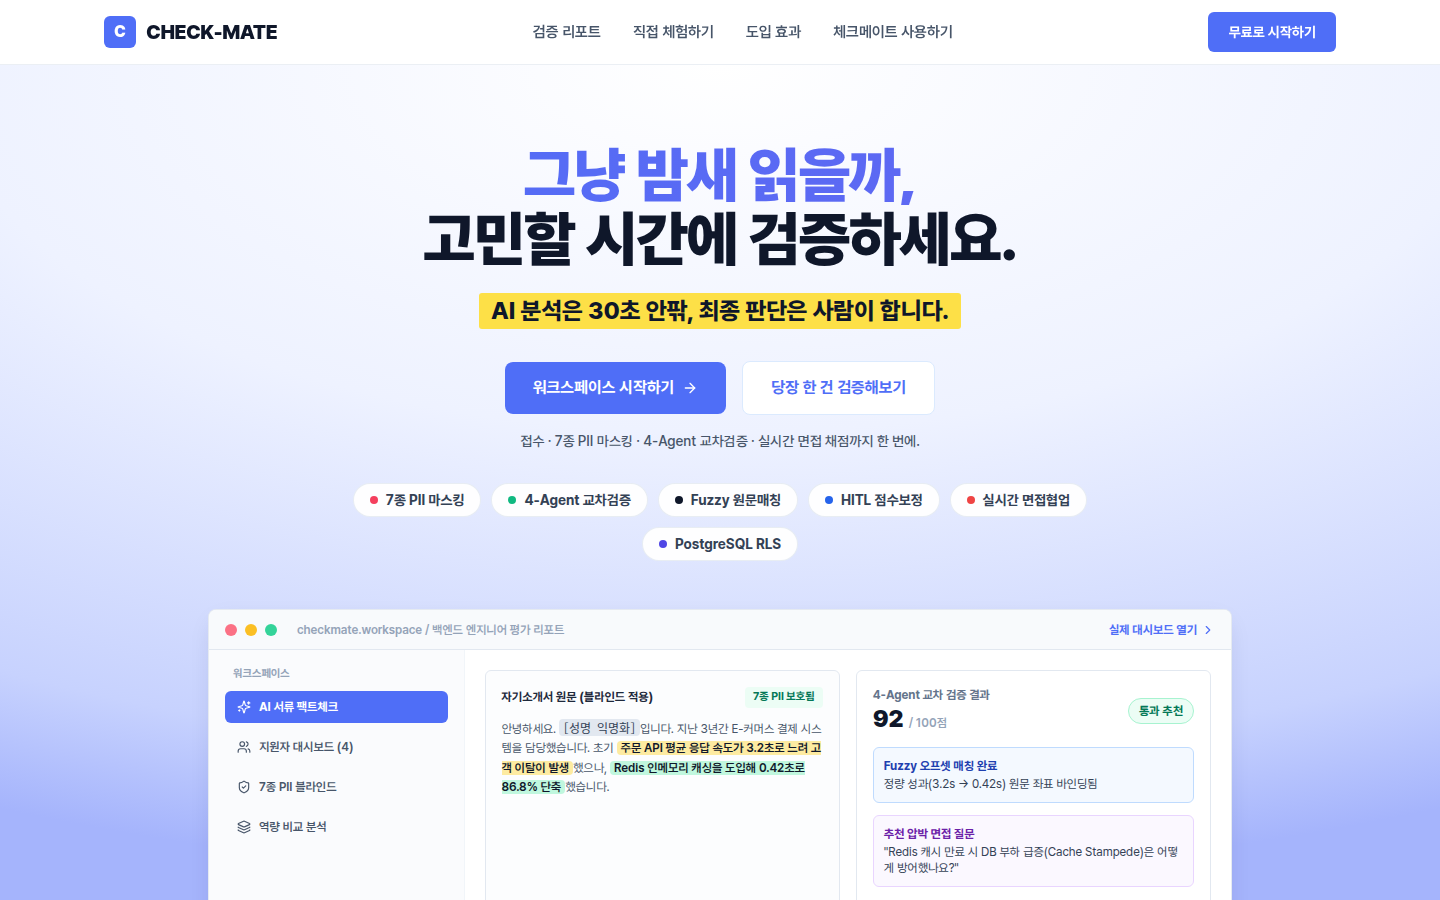 C CHECK-MATE
검증 리포트 직접 체험하기 도입 효과 체크메이트 사용하기
무료로 시작하기
그냥 밤새 읽을까,
고민할 시간에 검증하세요.
AI 분석은 30초 안팎, 최종 판단은 사람이 합니다.
워크스페이스 시작하기 →
당장 한 건 검증해보기
접수 · 7종 PII 마스킹 · 4-Agent 교차검증 · 실시간 면접 채점까지 한 번에.
7종 PII 마스킹
4-Agent 교차검증
Fuzzy 원문매칭
HITL 점수보정
실시간 면접협업
PostgreSQL RLS
checkmate.workspace / 백엔드 엔지니어 평가 리포트
실제 대시보드 열기
워크스페이스
AI 서류 팩트체크
지원자 대시보드 (4)
7종 PII 블라인드
역량 비교 분석
자기소개서 원문 (블라인드 적용)
7종 PII 보호됨
안녕하세요. [성명 익명화]입니다. 지난 3년간 E-커머스 결제 시스
템을 담당했습니다. 초기 주문 API 평균 응답 속도가 3.2초로 느려 고
객 이탈이 발생했으나, Redis 인메모리 캐싱을 도입해 0.42초로
86.8% 단축했습니다.
4-Agent 교차 검증 결과
92 / 100점
통과 추천
Fuzzy 오프셋 매칭 완료
정량 성과(3.2s → 0.42s) 원문 좌표 바인딩됨
추천 압박 면접 질문
"Redis 캐시 만료 시 DB 부하 급증(Cache Stampede)은 어떻
게 방어했나요?"